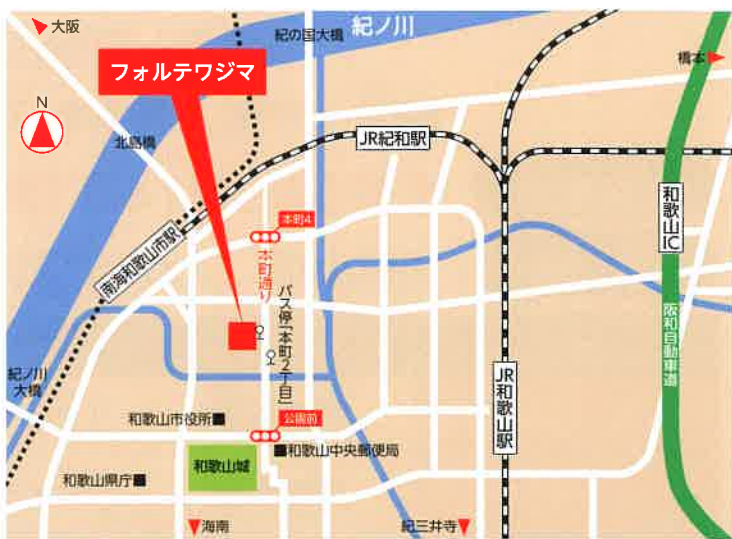 大阪
紀の国大橋
紀ノ川
橋本
フォルテワジマ
N
北島橋
JR紀和駅
和歌山IC
本町4
南海和歌山市駅
本町通り
バス停「本町2丁目」
阪和自動車道
紀ノ川
大橋
JR和歌山駅
和歌山市役所
公園前
和歌山中央郵便局
和歌山城
和歌山県庁
海南
紀三井寺